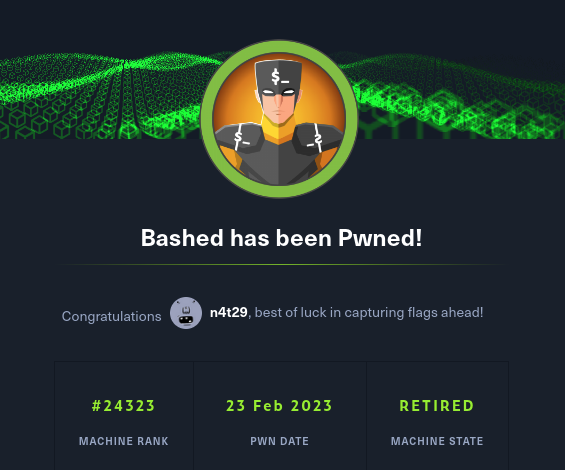 $_
$_
_$
Bashed has been Pwned!
Congratulations n4t29, best of luck in capturing flags ahead!
#24323 23 Feb 2023 RETIRED
MACHINE RANK PWN DATE MACHINE STATE